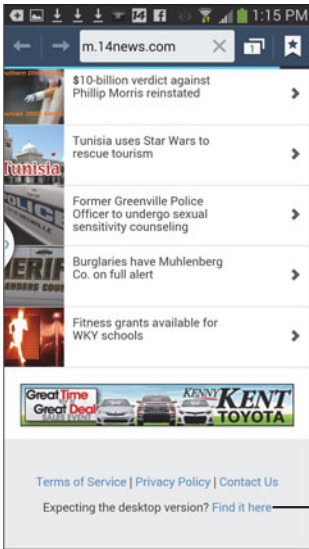 1:15 PM
m.14news.com
1
$10-billion verdict against
Phillip Morris reinstated
Tunisia
Tunisia uses Star Wars to
rescue tourism
Former Greenville Police
Officer to undergo sexual
sensitivity counseling
Burglaries have Muhlenberg
Co. on full alert
Fitness grants available for
WKY schools
Great Time
Great Deal
SALES EVENT
KENNY KENT
TOYOTA
Terms of Service | Privacy Policy | Contact Us
Expecting the desktop version? Find it here